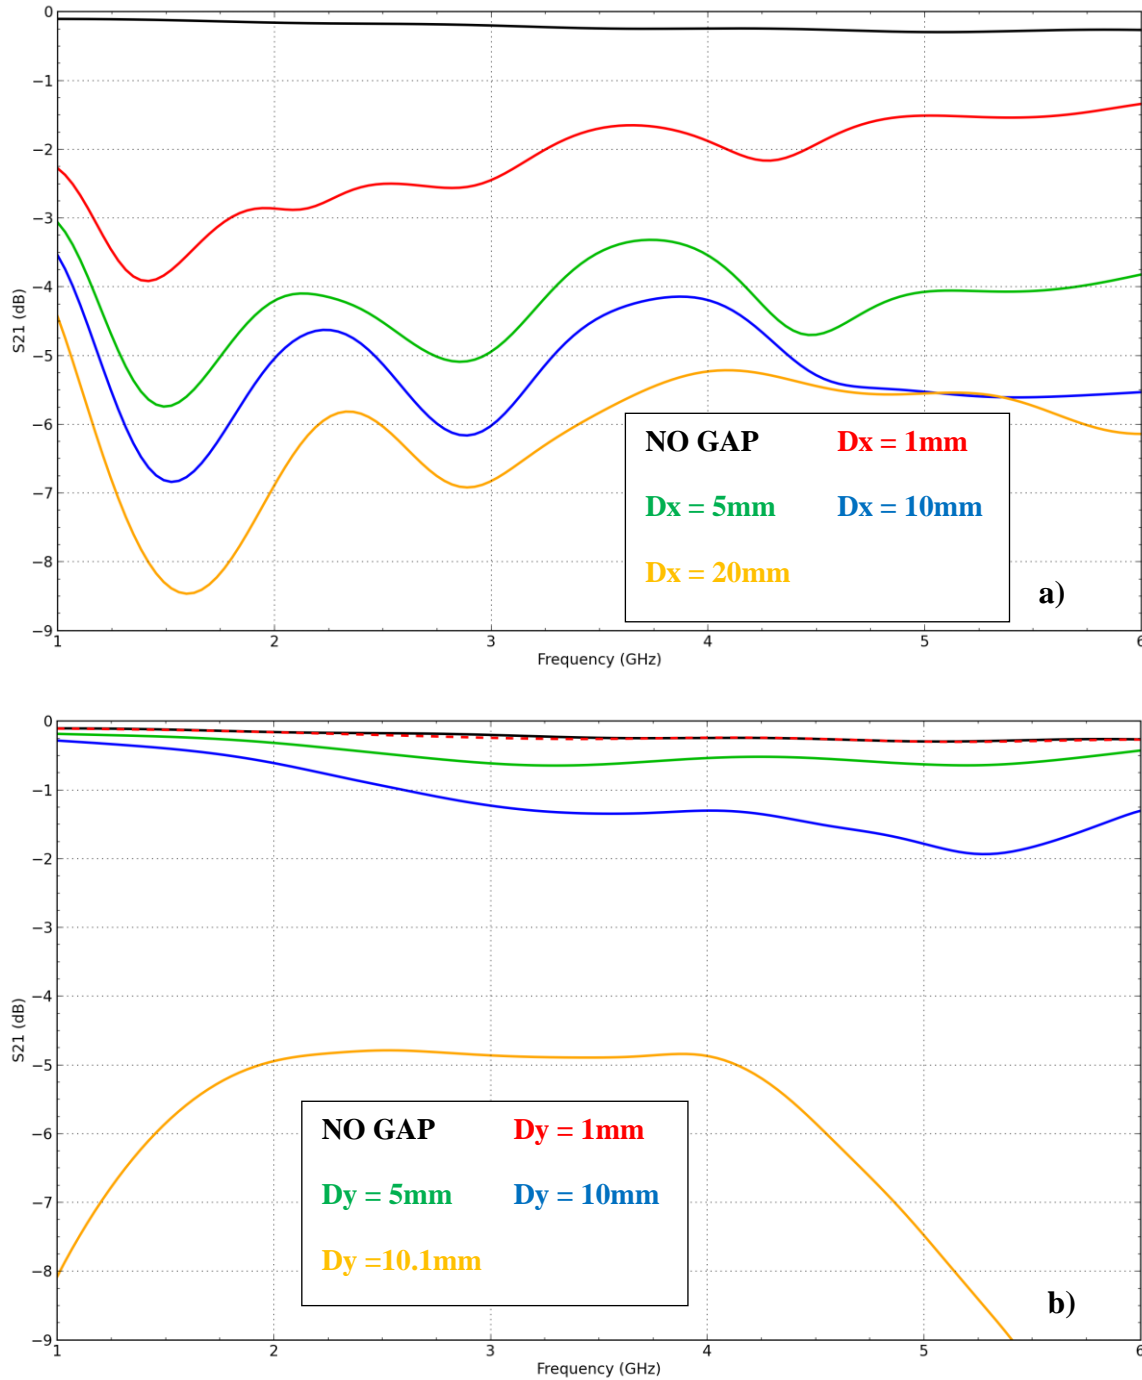 0
−1
−2
−3
−4
−5
−6
−7
−8
−9
S21 (dB)
NO GAP Dx = 1mm
Dx = 5mm Dx = 10mm
Dx = 20mm
a)
1 2 3 4 5 6
Frequency (GHz)
0
−1
−2
−3
−4
−5
−6
−7
−8
−9
S21 (dB)
NO GAP Dy = 1mm
Dy = 5mm Dy = 10mm
Dy =10.1mm
b)
1 2 3 4 5 6
Frequency (GHz)